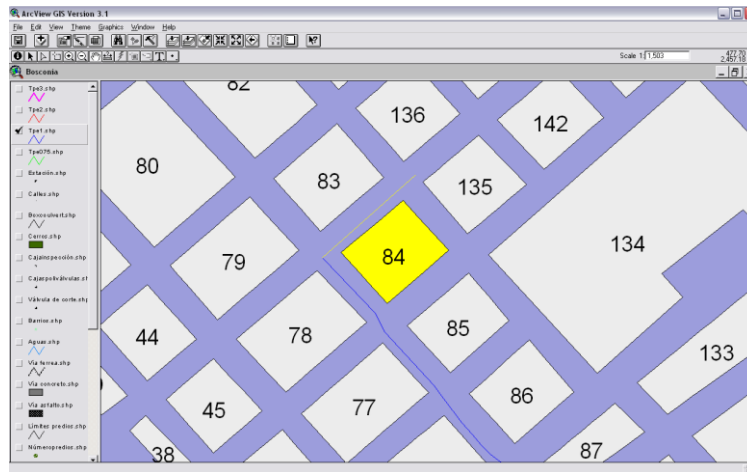 ArcView GIS Version 3.1
File Edit View Theme Graphics Window Help
Scale 1: 1,503
477.70
2,457.18
Bosconia
Tpe3.shp
Tpe2.shp
Tpe1.shp
Tpe075.shp
Estación.shp
Calles.shp
Boxcoulvert.shp
Cerros.shp
Cajainspección.shp
Cajaspoliválvulas.sh
Válvula de corte.shp
Barrios.shp
Aguas.shp
Vía ferrea.shp
Vía concreto.shp
Vía asfalto.shp
Límites predios.shp
Númerospredios.shp
82
136
142
80
83
135
134
79
84
44
78
85
133
45
77
86
38
87